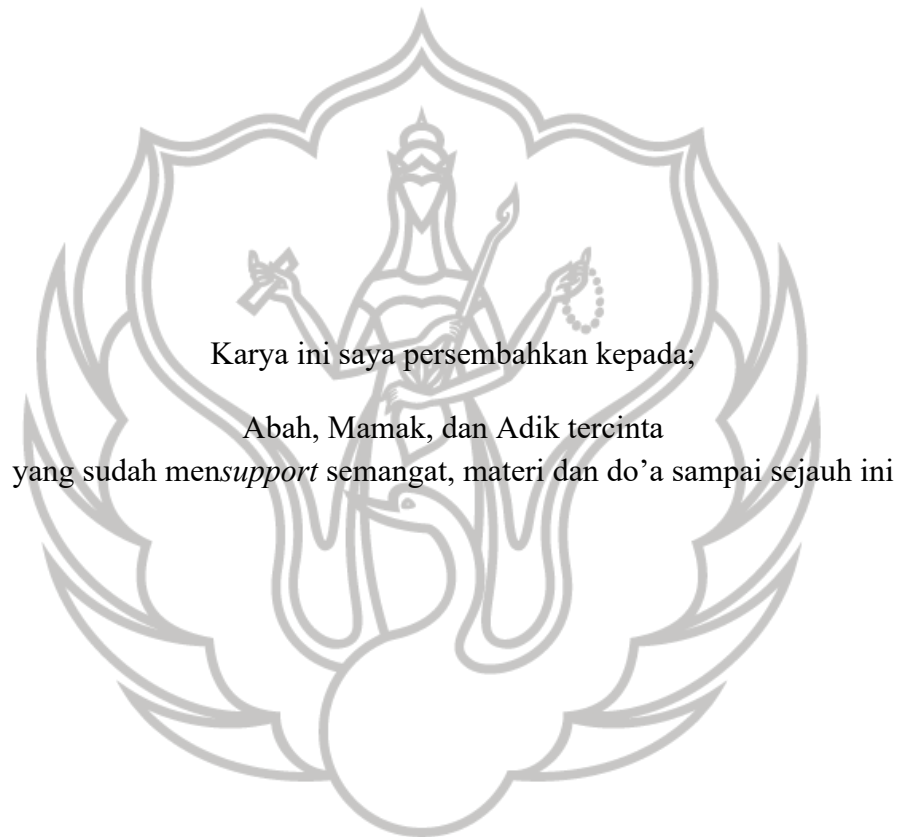 Karya ini saya persembahkan kepada;
Abah, Mamak, dan Adik tercinta
yang sudah mensupport semangat, materi dan do’a sampai sejauh ini